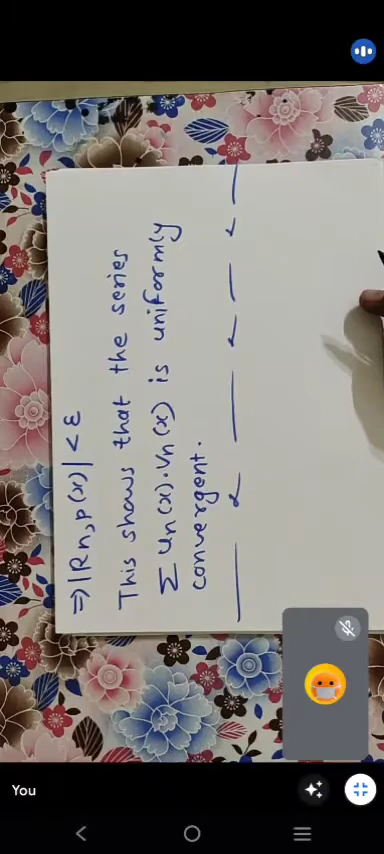 ⇒|Rn,p(x)| < ε
This shows that the series
Σ un(x).vn(x) is uniformly
convergent.
You